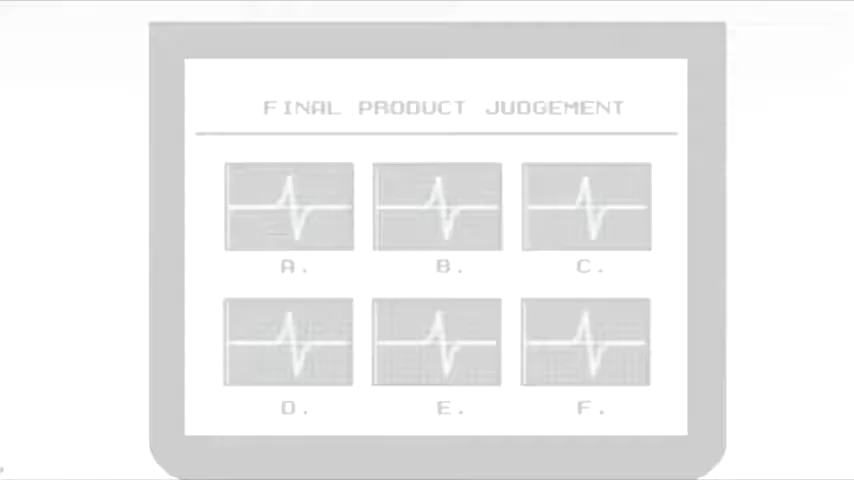 FINAL PRODUCT JUDGEMENT
A. B. C.
D. E. F.